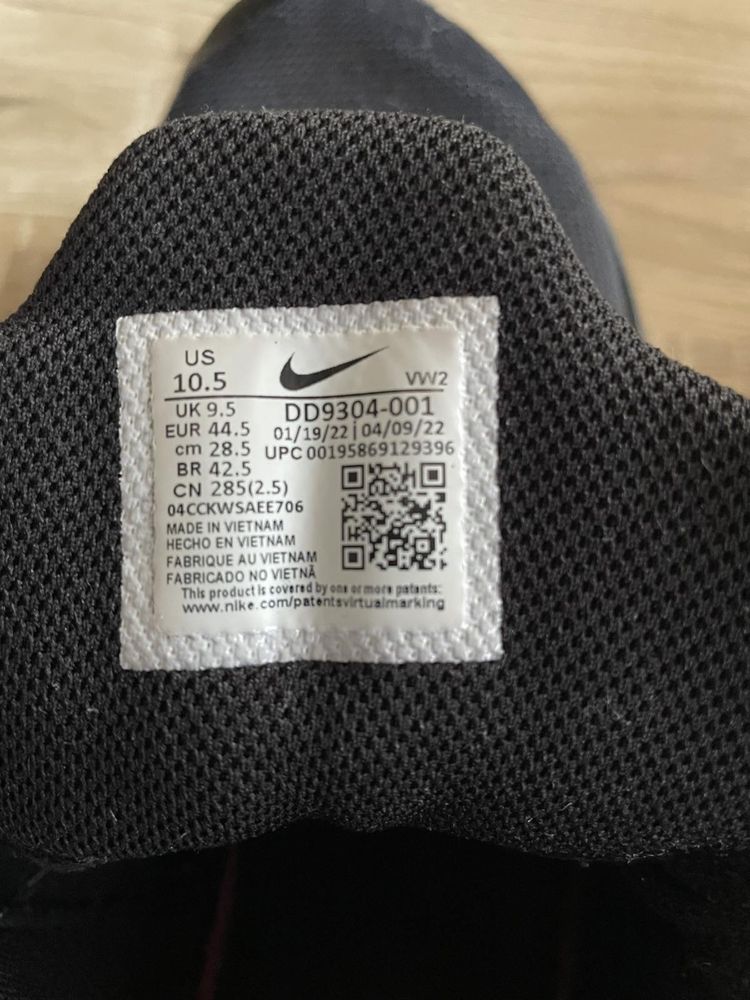 US
10.5
VW2
UK 9.5
EUR 44.5
cm 28.5
BR 42.5
CN 285(2.5)
04CCKWSAEE706
DD9304-001
01/19/22 | 04/09/22
UPC 00195869129396
MADE IN VIETNAM
HECHO EN VIETNAM
FABRIQUE AU VIETNAM
FABRICADO NO VIETNÃ
This product is covered by one or more patents:
www.nike.com/patentsvirtualmarking